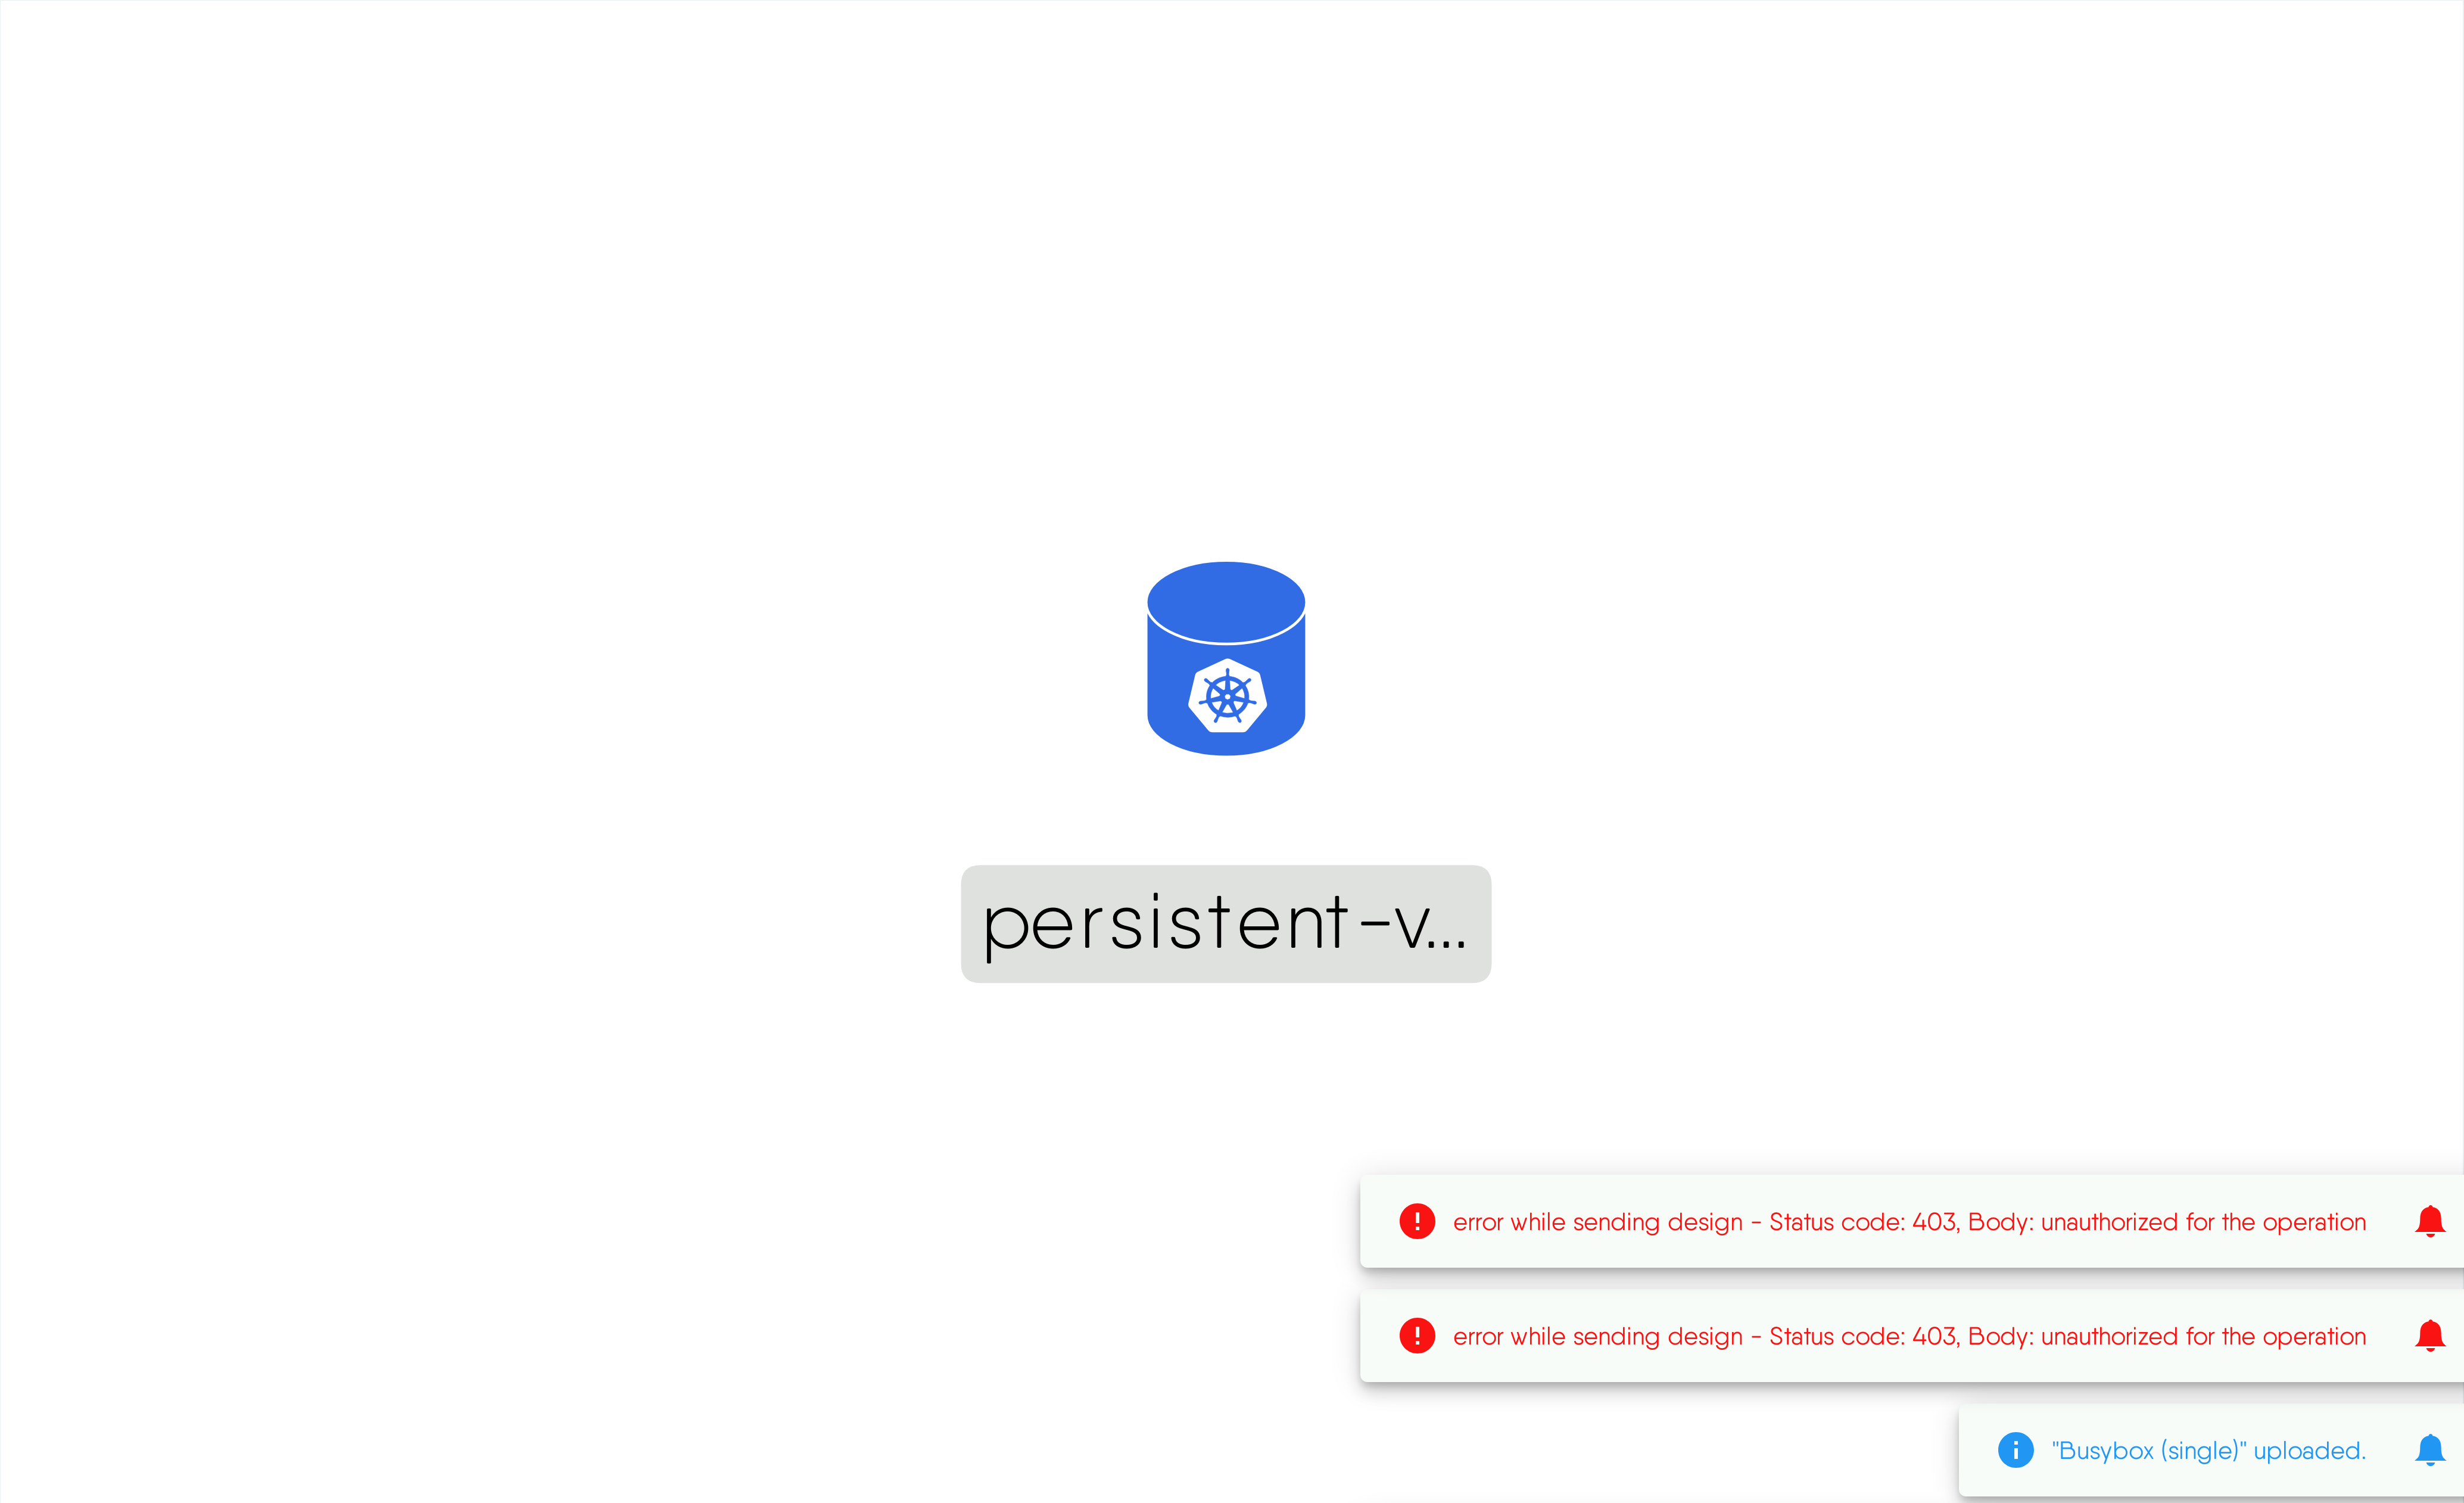 persistent-v...
error while sending design - Status code: 403, Body: unauthorized for the operation
error while sending design - Status code: 403, Body: unauthorized for the operation
"Busybox (single)" uploaded.